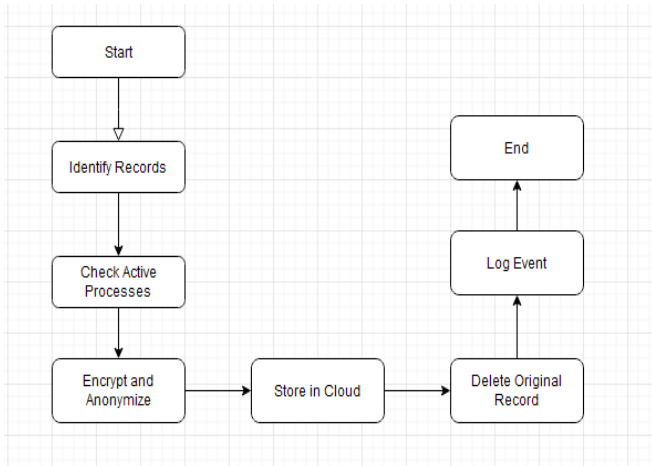 Start
Identify Records
Check Active
Processes
Encrypt and
Anonymize
Store in Cloud
Delete Original
Record
Log Event
End